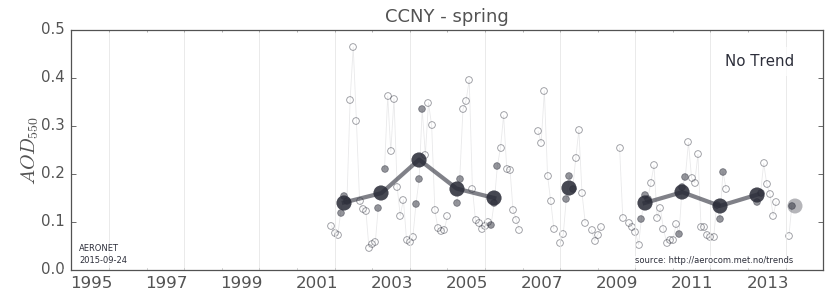 CCNY - spring
0.5
No Trend
0.4
0.3
0.2
0.1
0.0
AOD550
AERONET
2015-09-24
source: http://aerocom.met.no/trends
1995 1997 1999 2001 2003 2005 2007 2009 2011 2013